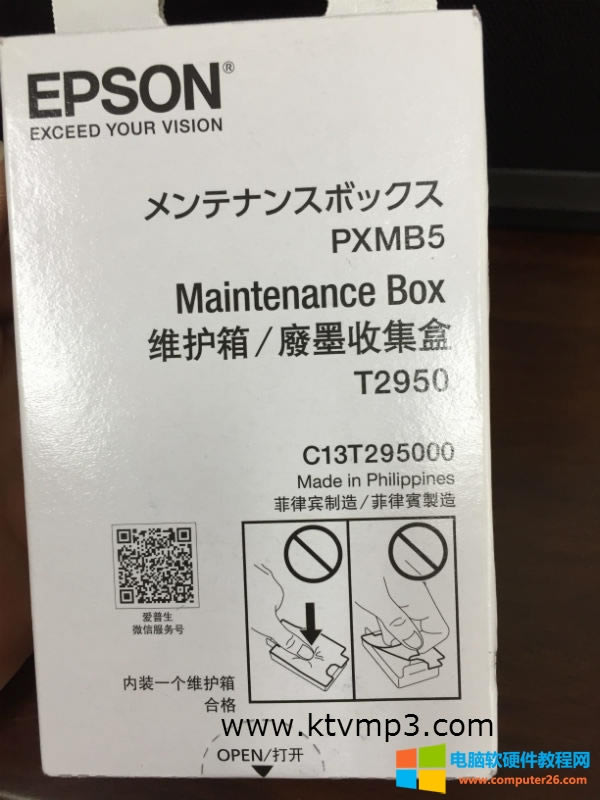 EPSON®
EXCEED YOUR VISION
メンテナンスボックス
PXMB5
Maintenance Box
维护箱/廢墨收集盒
T2950
C13T295000
Made in Philippines
菲律宾制造/菲律賓製造
爱普生
微信服务号
内装一个维护箱
合格
www.ktvmp3.com
OPEN/打开
电脑软硬件教程网
www.computer26.com